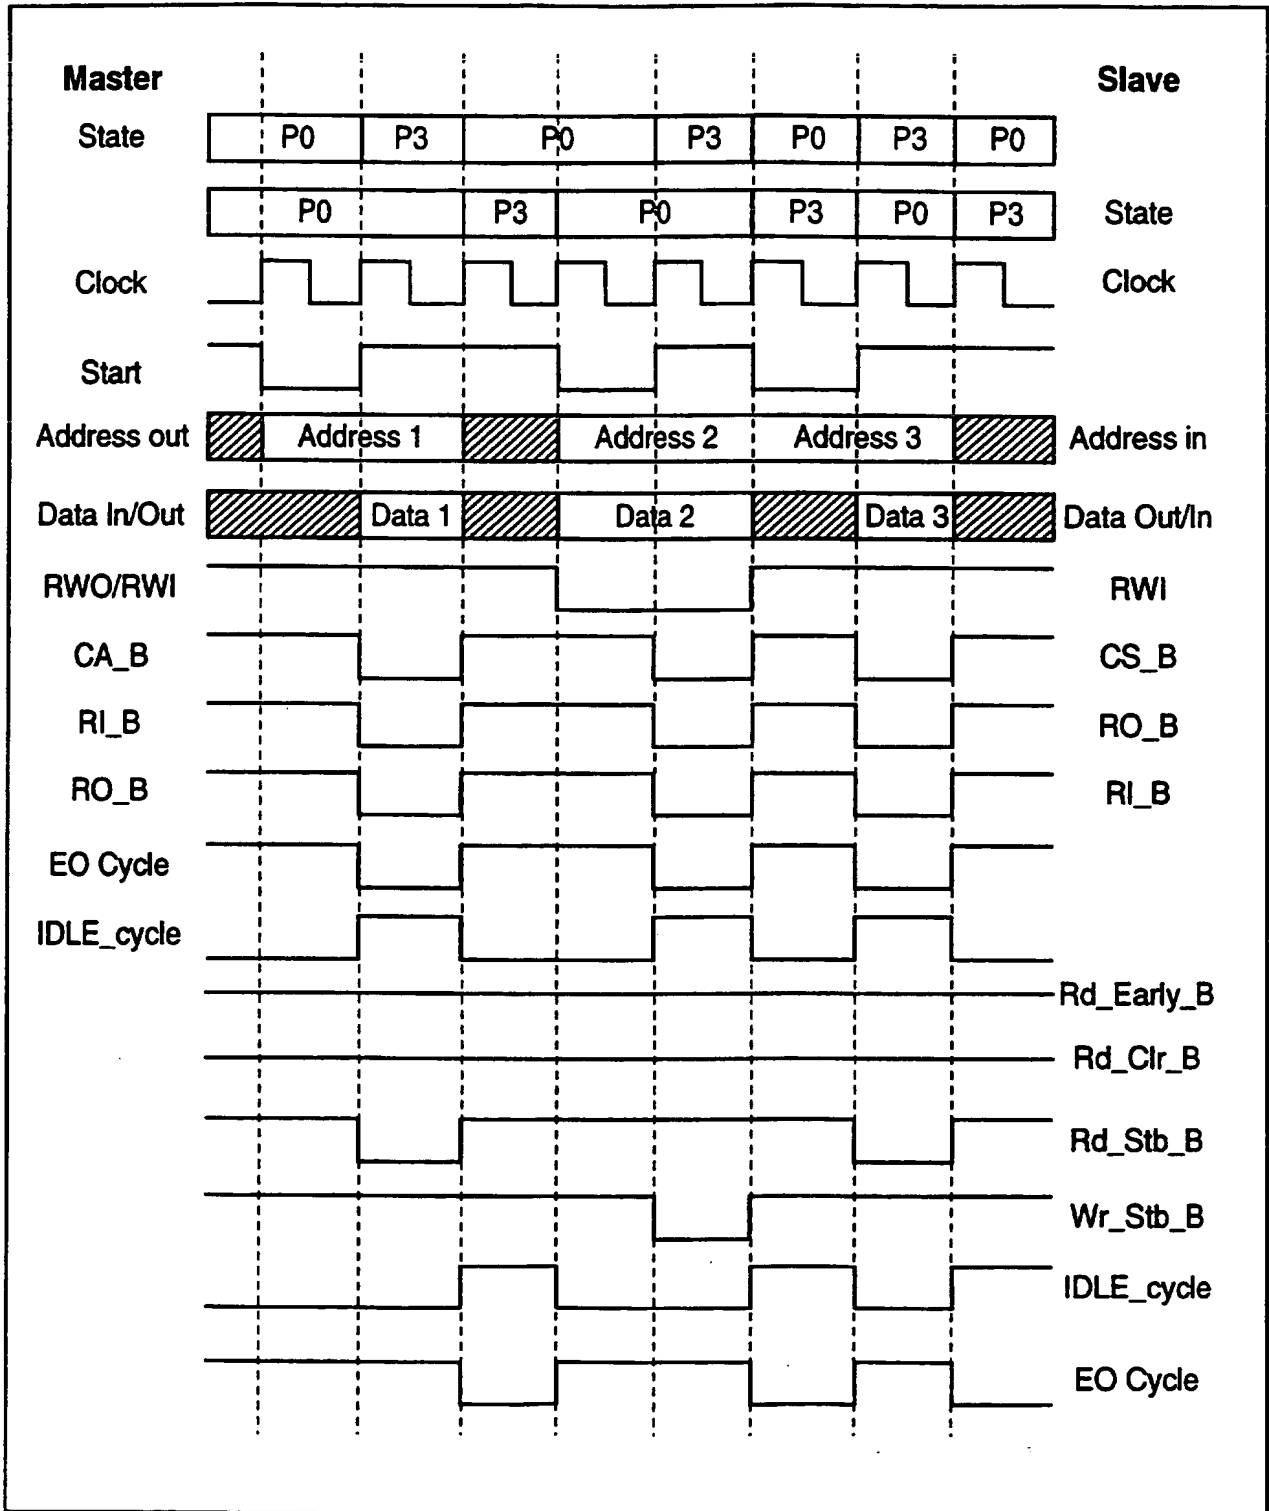 Master Slave
State P0 P3 P0 P3 P0 P3 P0
P0 P3 P0 P3 P0 P3 State
Clock Clock
Start
Address out Address 1 Address 2 Address 3 Address in
Data In/Out Data 1 Data 2 Data 3 Data Out/In
RWO/RWI RWI
CA_B CS_B
RI_B RO_B
RO_B RI_B
EO Cycle
IDLE_cycle
Rd_Early_B
Rd_Clr_B
Rd_Stb_B
Wr_Stb_B
IDLE_cycle
EO Cycle